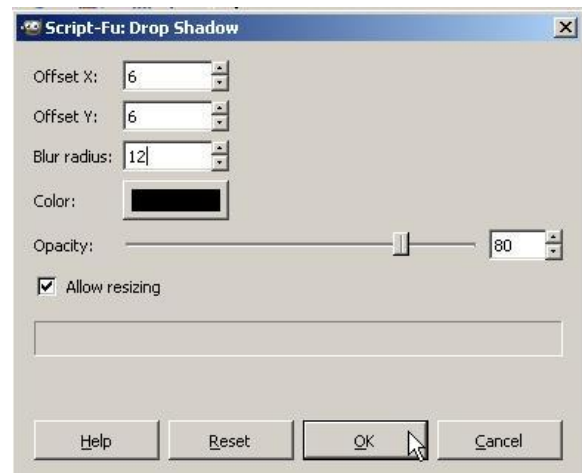 Script-Fu: Drop Shadow
Offset X: 6
Offset Y: 6
Blur radius: 12
Color:
Opacity: 80
Allow resizing
Help Reset OK Cancel